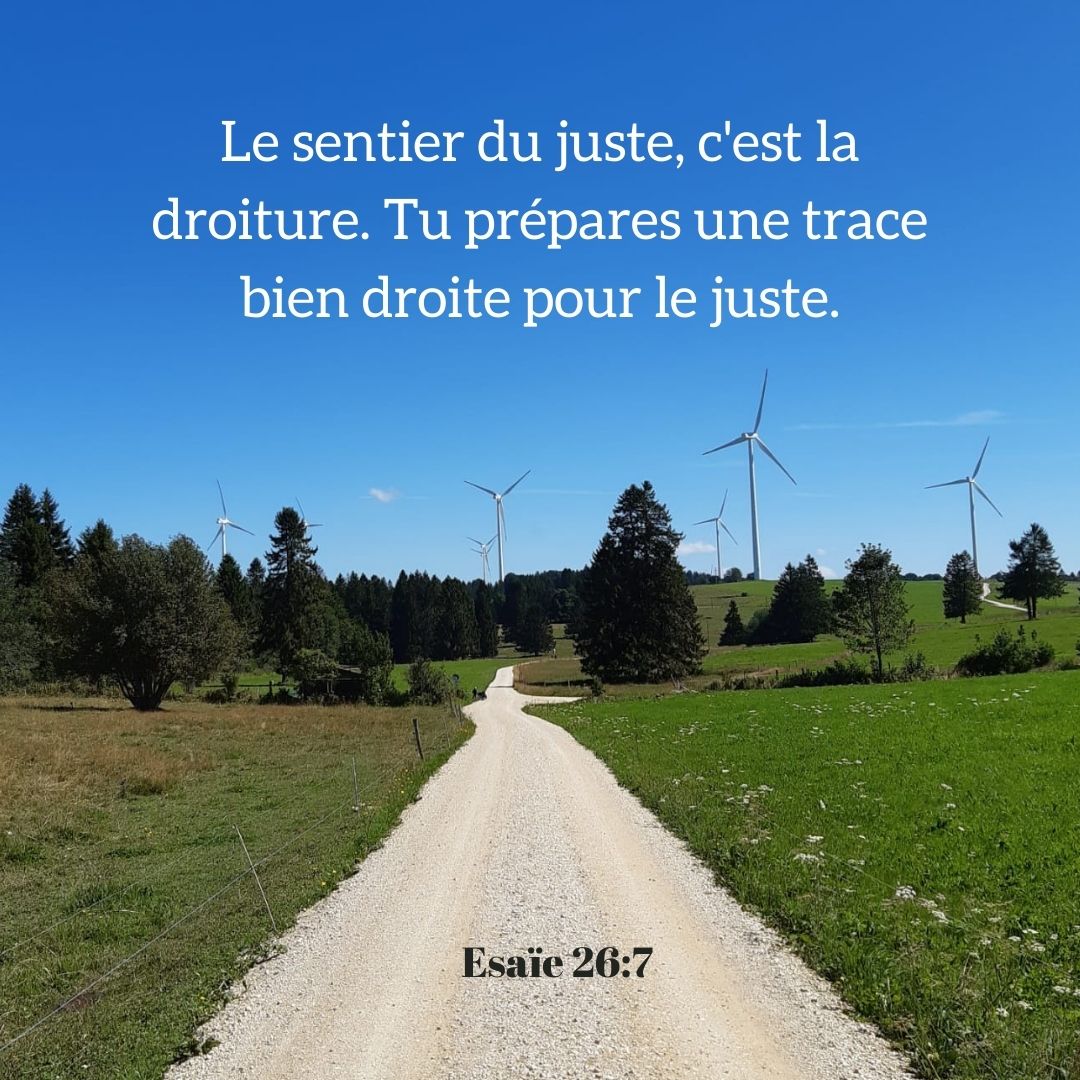 Le sentier du juste, c'est la
droiture. Tu prépares une trace
bien droite pour le juste.
Esaïe 26:7